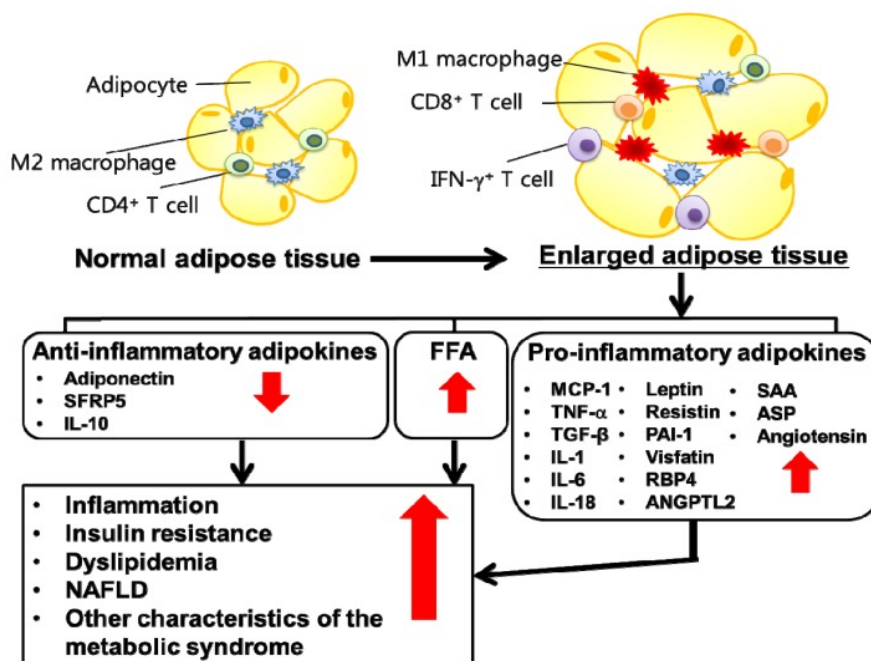 Adipocyte
M2 macrophage
CD4⁺ T cell
M1 macrophage
CD8⁺ T cell
IFN-γ⁺ T cell
Normal adipose tissue
Enlarged adipose tissue
Anti-inflammatory adipokines
• Adiponectin
• SFRP5
• IL-10
FFA
Pro-inflammatory adipokines
• MCP-1
• TNF-α
• TGF-β
• IL-1
• IL-6
• IL-18
• Leptin
• Resistin
• PAI-1
• Visfatin
• RBP4
• ANGPTL2
• SAA
• ASP
• Angiotensin
• Inflammation
• Insulin resistance
• Dyslipidemia
• NAFLD
• Other characteristics of the
metabolic syndrome